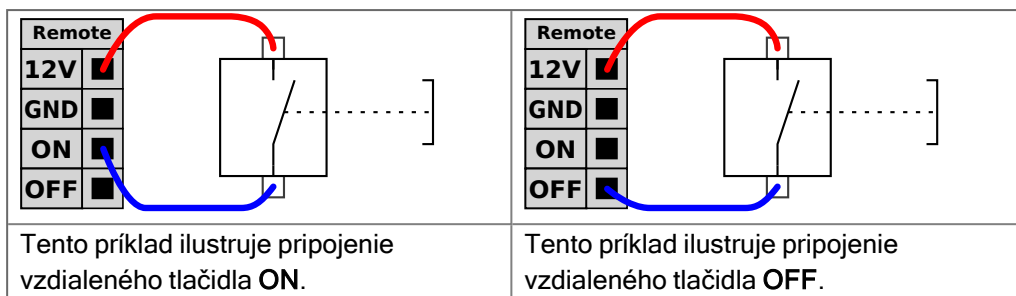 Remote
12V
GND
ON
OFF
Tento príklad ilustruje pripojenie
vzdialeného tlačidla ON.
Remote
12V
GND
ON
OFF
Tento príklad ilustruje pripojenie
vzdialeného tlačidla OFF.